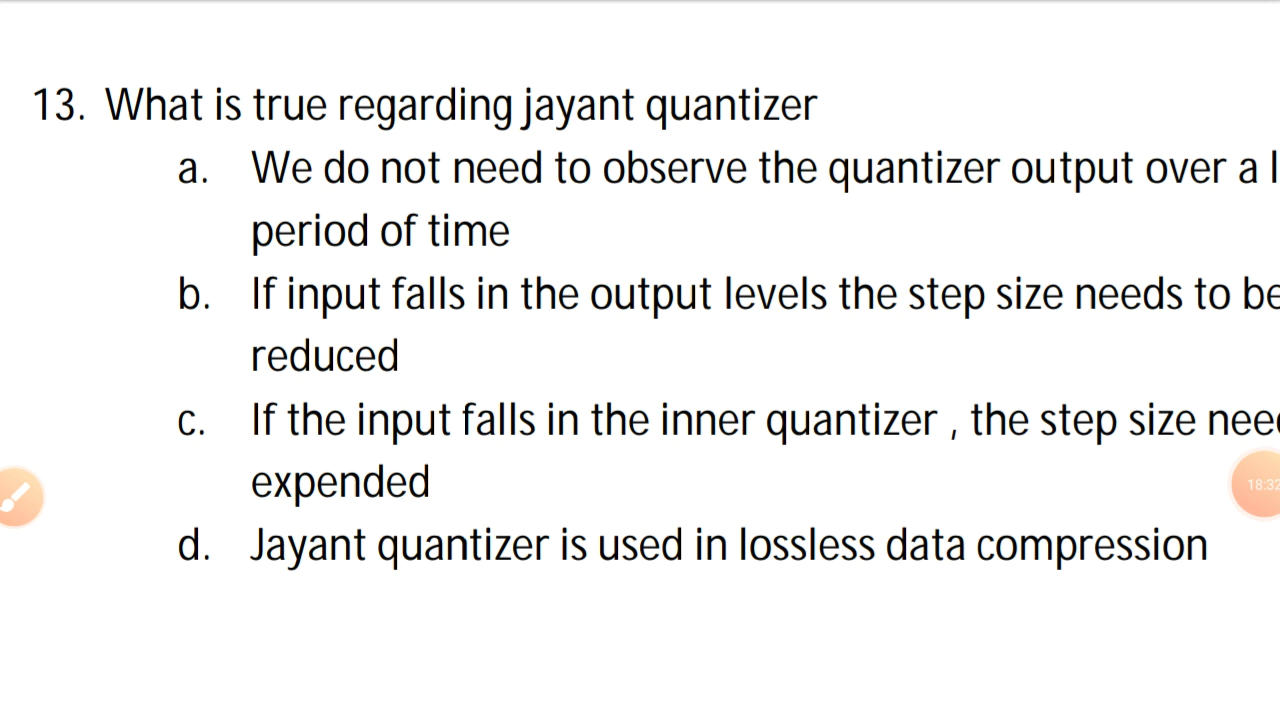 13. What is true regarding jayant quantizer
a. We do not need to observe the quantizer output over a
period of time
b. If input falls in the output levels the step size needs to be
reduced
c. If the input falls in the inner quantizer , the step size
expended
d. Jayant quantizer is used in lossless data compression
18:32